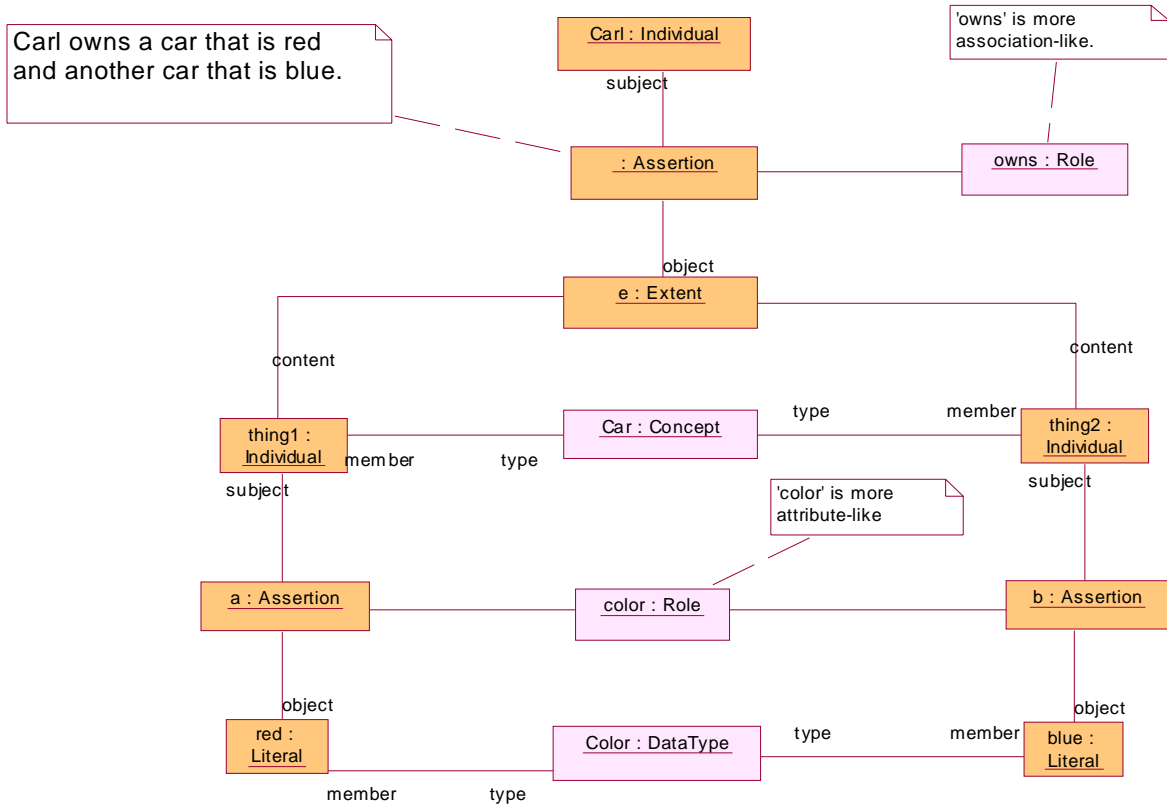 Carl owns a car that is red
and another car that is blue.
Carl : Individual
'owns' is more
association-like.
subject
: Assertion
owns : Role
object
e : Extent
content
content
thing1 :
Individual
member
type
Car : Concept
type
member
thing2 :
Individual
subject
subject
'color' is more
attribute-like
a : Assertion
color : Role
b : Assertion
object
object
red :
Literal
member
type
Color : DataType
type
member
blue :
Literal